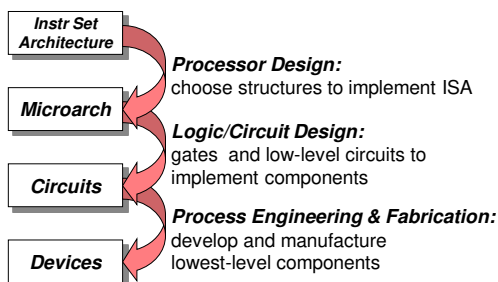 Instr Set
Architecture
Processor Design:
choose structures to implement ISA
Microarch
Logic/Circuit Design:
gates and low-level circuits to
implement components
Circuits
Process Engineering & Fabrication:
develop and manufacture
lowest-level components
Devices